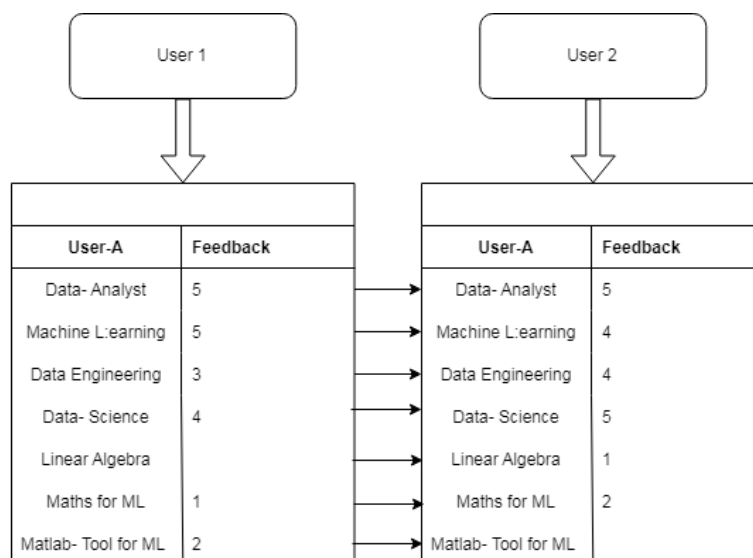 User 1
User 2
User-A Feedback
Data- Analyst 5
Machine L:earning 5
Data Engineering 3
Data- Science 4
Linear Algebra
Maths for ML 1
Matlab- Tool for ML 2
User-A Feedback
Data- Analyst 5
Machine L:earning 4
Data Engineering 4
Data- Science 5
Linear Algebra 1
Maths for ML 2
Matlab- Tool for ML